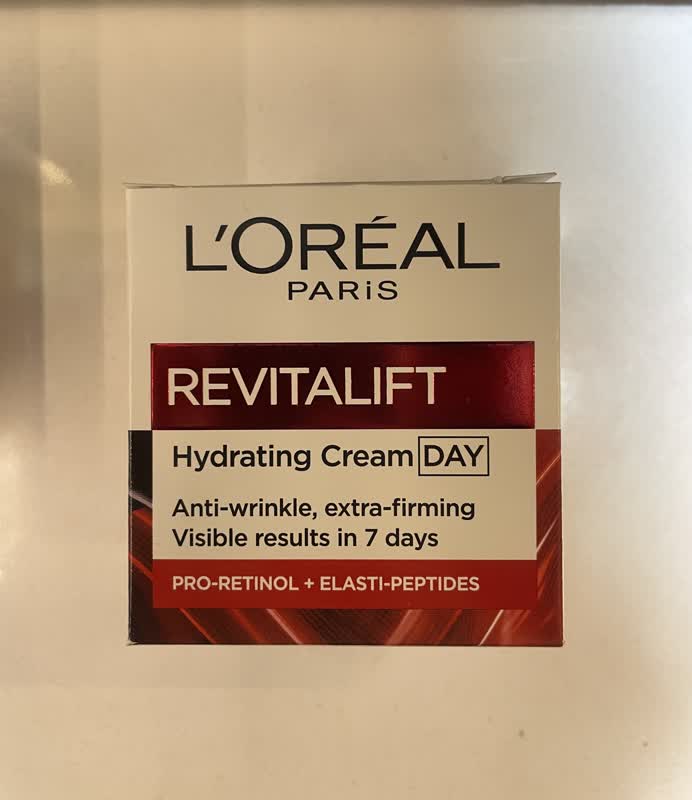 L'ORÉAL
PARiS
REVITALIFT
Hydrating Cream DAY
Anti-wrinkle, extra-firming
Visible results in 7 days
PRO-RETINOL + ELASTI-PEPTIDES